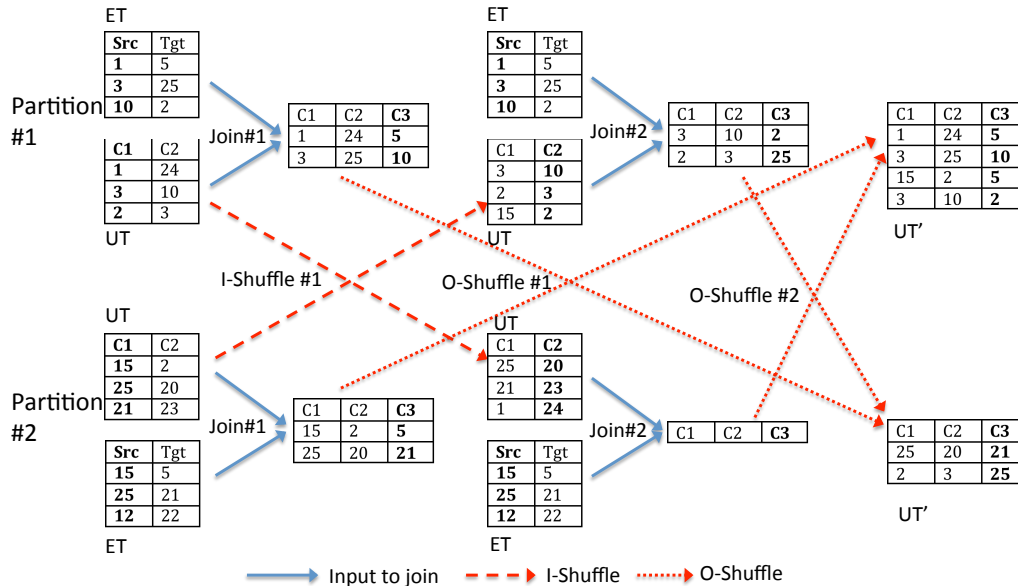 ET
Src Tgt
1 5
3 25
10 2
Partition
#1
C1 C2
1 24
3 10
2 3
UT
Join#1
C1 C2 C3
1 24 5
3 25 10
ET
Src Tgt
1 5
3 25
10 2
C1 C2
3 10
2 3
15 2
UT
Join#2
C1 C2 C3
3 10 2
2 3 25
C1 C2 C3
1 24 5
3 25 10
15 2 5
3 10 2
UT'
I-Shuffle #1
O-Shuffle #1
O-Shuffle #2
UT
C1 C2
15 2
25 20
21 23
Partition
#2
Src Tgt
15 5
25 21
12 22
ET
Join#1
C1 C2 C3
15 2 5
25 20 21
UT
C1 C2
25 20
21 23
1 24
Src Tgt
15 5
25 21
12 22
ET
Join#2
C1 C2 C3
C1 C2 C3
25 20 21
2 3 25
UT'
Input to join
I-Shuffle
O-Shuffle